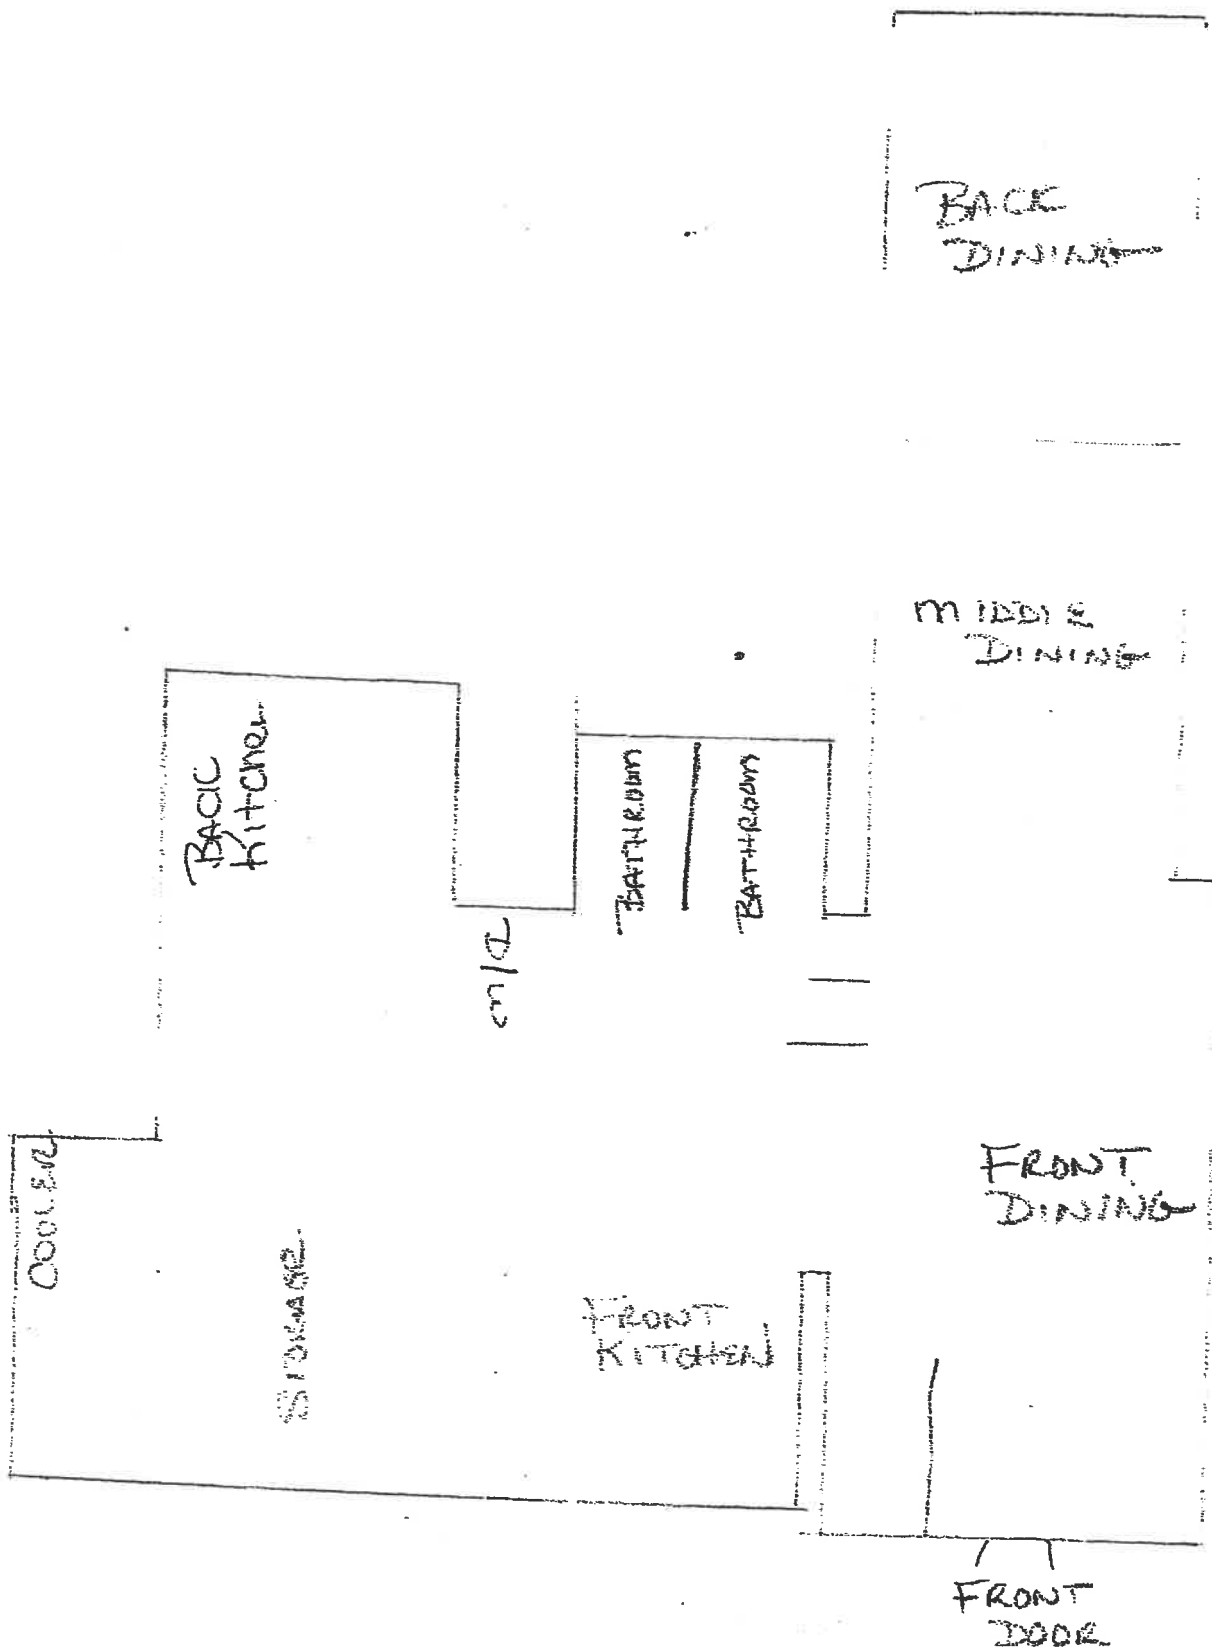 BACK
DINING
MIDDLE
DINING
BACK
Kitchen
BATHROOM
BATHROOM
COOLER
STORAGE
FRONT
DINING
FRONT
KITCHEN
FRONT
DOOR